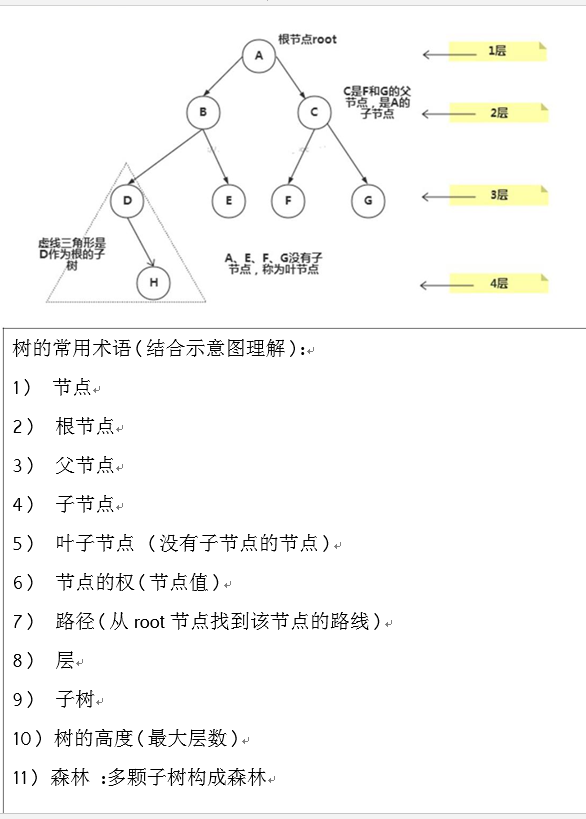 根节点root
A
1层
C是F和G的父
节点，是A的
子节点
B
C
2层
D
E
F
G
3层
虚线三角形是
D作为根的子
树
A、E、F、G没有子
节点，称为叶节点
H
4层
树的常用术语(结合示意图理解):
1) 节点
2) 根节点
3) 父节点
4) 子节点
5) 叶子节点 (没有子节点的节点)
6) 节点的权(节点值)
7) 路径(从 root 节点找到该节点的路线)
8) 层
9) 子树
10) 树的高度(最大层数)
11) 森林 :多颗子树构成森林